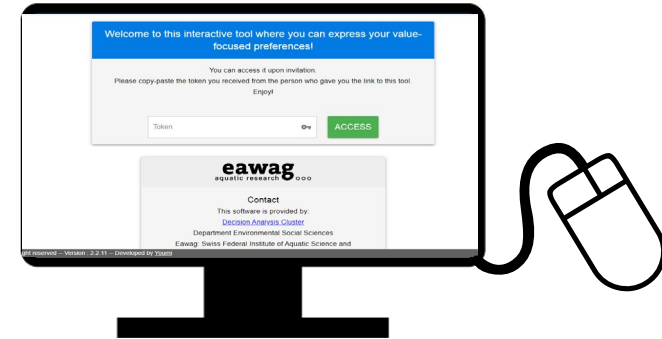 Welcome to this interactive tool where you can express your value-
focused preferences!
You can access it upon invitation.
Please copy-paste the token you received from the person who gave you the link to this tool.
Enjoy!
Token
ACCESS
eawag
aquatic research ooo
Contact
This software is provided by:
Decision Analysis Cluster
Department Environmental Social Sciences
Eawag: Swiss Federal Institute of Aquatic Science and
ght reserved -- Version : 2.2.11 -- Developed by Youmi